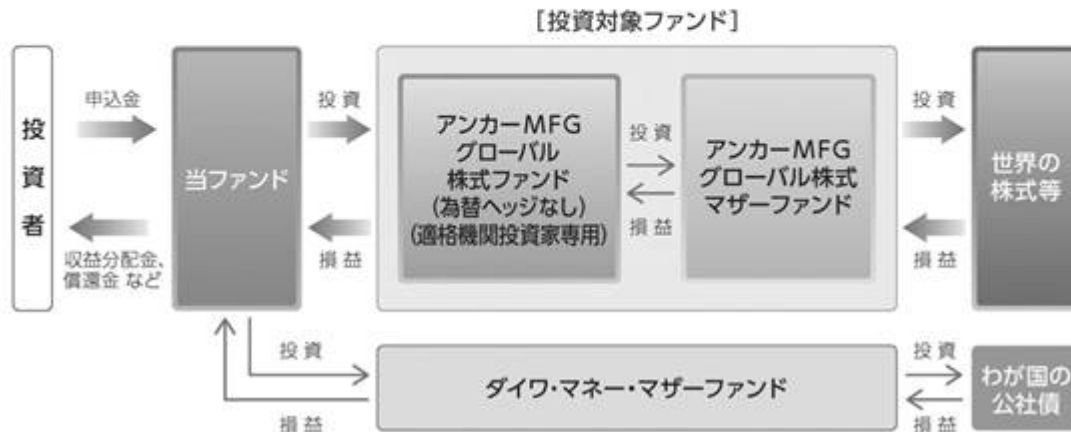 ［投資対象ファンド］
投資者
申込金
収益分配金、
償還金 など
当ファンド
投資
損益
アンカーMFG
グローバル
株式ファンド
(為替ヘッジなし)
(適格機関投資家専用)
投資
損益
アンカーMFG
グローバル株式
マザーファンド
投資
損益
世界の
株式等
投資
損益
ダイワ・マネー・マザーファンド
投資
損益
わが国の
公社債